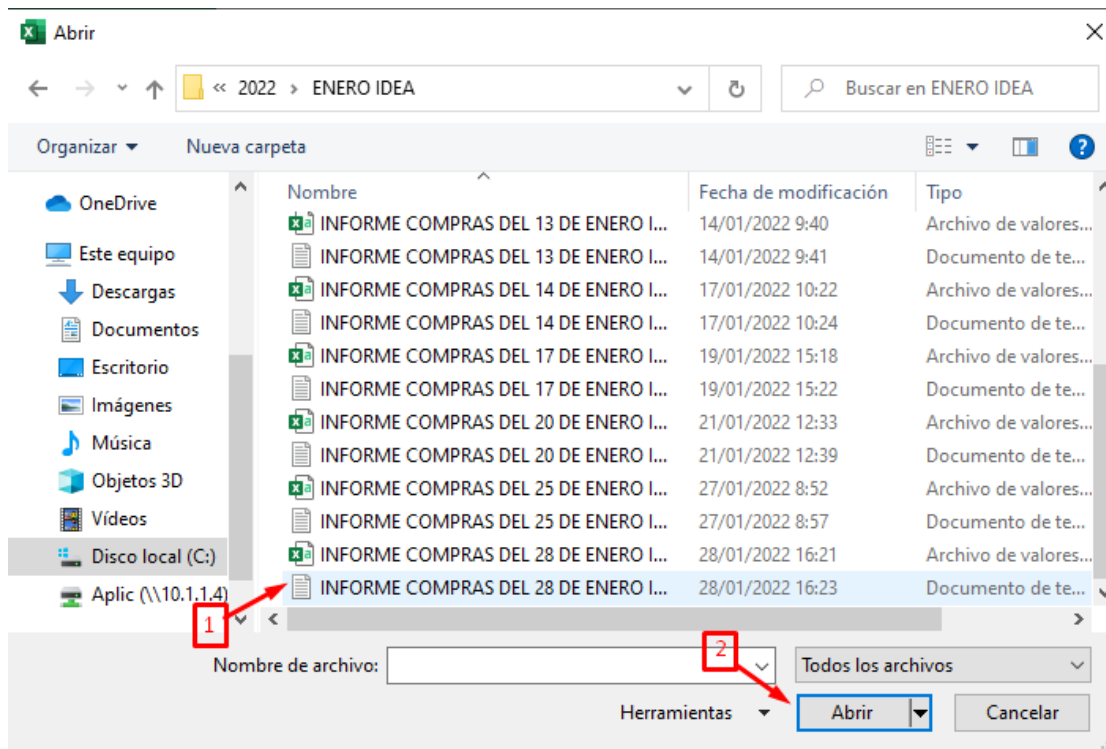 Abrir
« 2022 > ENERO IDEA
Buscar en ENERO IDEA
Organizar
Nueva carpeta
Nombre Fecha de modificación Tipo
OneDrive
Este equipo
Descargas
Documentos
Escritorio
Imágenes
Música
Objetos 3D
Vídeos
Disco local (C:)
Aplic (\\10.1.1.4)
INFORME COMPRAS DEL 13 DE ENERO I... 14/01/2022 9:40 Archivo de valores...
INFORME COMPRAS DEL 13 DE ENERO I... 14/01/2022 9:41 Documento de te...
INFORME COMPRAS DEL 14 DE ENERO I... 17/01/2022 10:22 Archivo de valores...
INFORME COMPRAS DEL 14 DE ENERO I... 17/01/2022 10:24 Documento de te...
INFORME COMPRAS DEL 17 DE ENERO I... 19/01/2022 15:18 Archivo de valores...
INFORME COMPRAS DEL 17 DE ENERO I... 19/01/2022 15:22 Documento de te...
INFORME COMPRAS DEL 20 DE ENERO I... 21/01/2022 12:33 Archivo de valores...
INFORME COMPRAS DEL 20 DE ENERO I... 21/01/2022 12:39 Documento de te...
INFORME COMPRAS DEL 25 DE ENERO I... 27/01/2022 8:52 Archivo de valores...
INFORME COMPRAS DEL 25 DE ENERO I... 27/01/2022 8:57 Documento de te...
INFORME COMPRAS DEL 28 DE ENERO I... 28/01/2022 16:21 Archivo de valores...
INFORME COMPRAS DEL 28 DE ENERO I... 28/01/2022 16:23 Documento de te...
1
2
Nombre de archivo:
Todos los archivos
Herramientas
Abrir
Cancelar